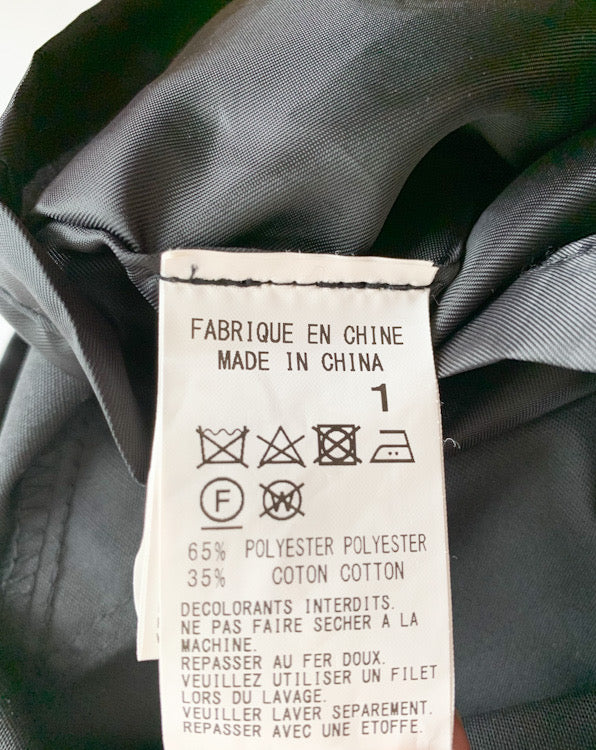 FABRIQUE EN CHINE
MADE IN CHINA
1
F
W
65% POLYESTER POLYESTER
35% COTON COTTON
DECOLORANTS INTERDITS.
NE PAS FAIRE SECHER A LA
MACHINE.
REPASSER AU FER DOUX.
VEUILLEZ UTILISER UN FILET
LORS DU LAVAGE.
VEUILLER LAVER SEPAREMENT.
REPASSER AVEC UNE ETOFFE.